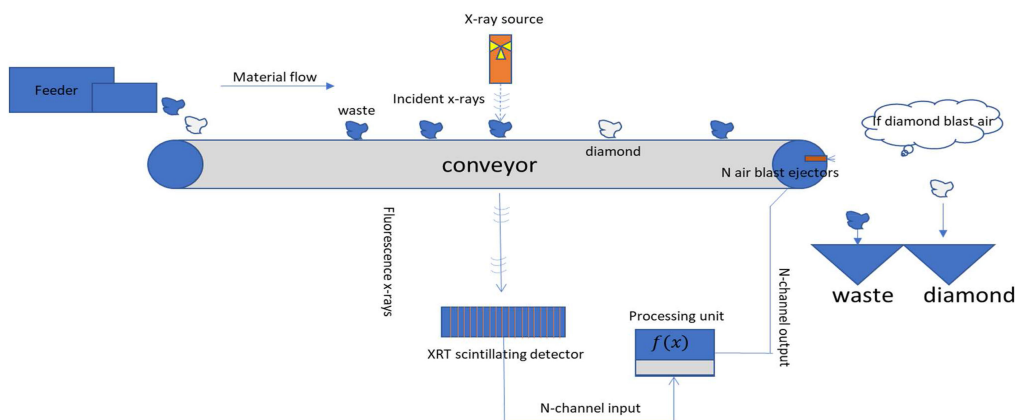 X-ray source
Feeder
Material flow
Incident x-rays
waste
If diamond blast air
diamond
conveyor
N air blast ejectors
Fluorescence x-rays
N-channel output
waste
diamond
Processing unit
f(x)
XRT scintillating detector
N-channel input